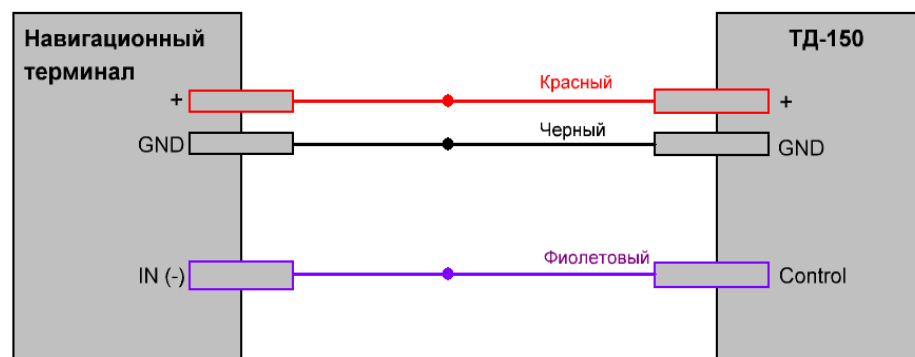 Навигационный
терминал
ТД-150
+
Красный
+
GND
Черный
GND
IN (-)
Фиолетовый
Control